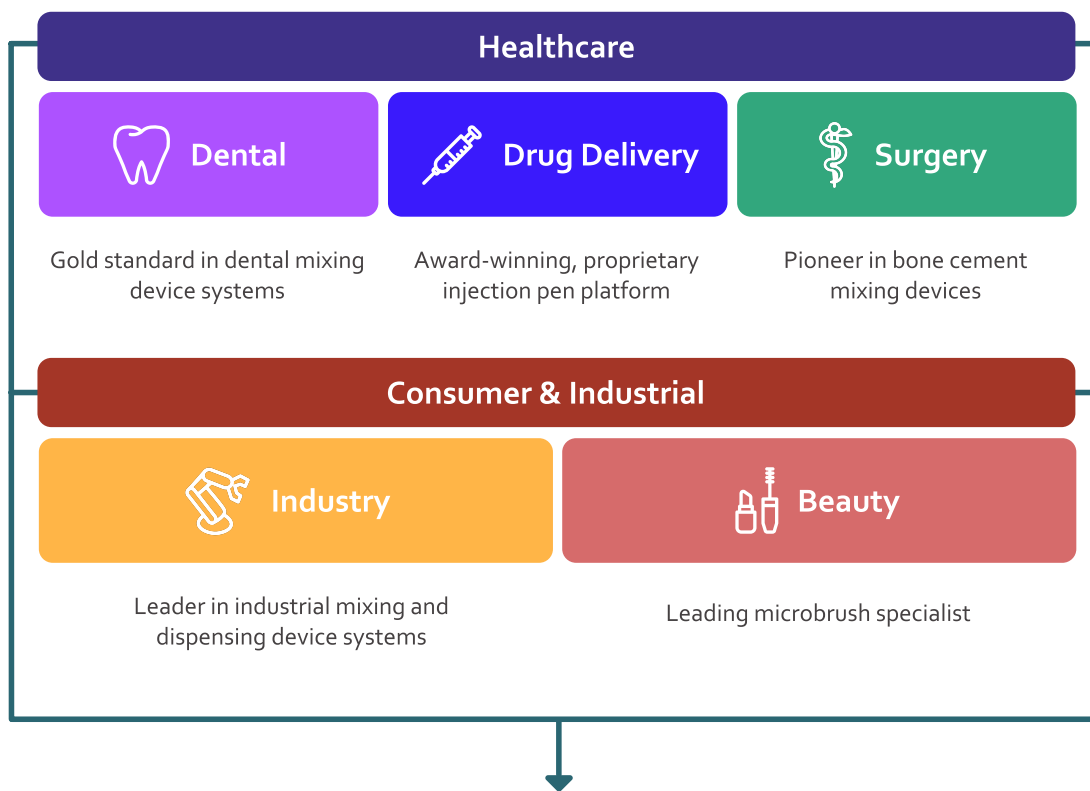 Healthcare
Dental
Drug Delivery
Surgery
Gold standard in dental mixing
device systems
Award-winning, proprietary
injection pen platform
Pioneer in bone cement
mixing devices
Consumer & Industrial
Industry
Beauty
Leader in industrial mixing and
dispensing device systems
Leading microbrush specialist